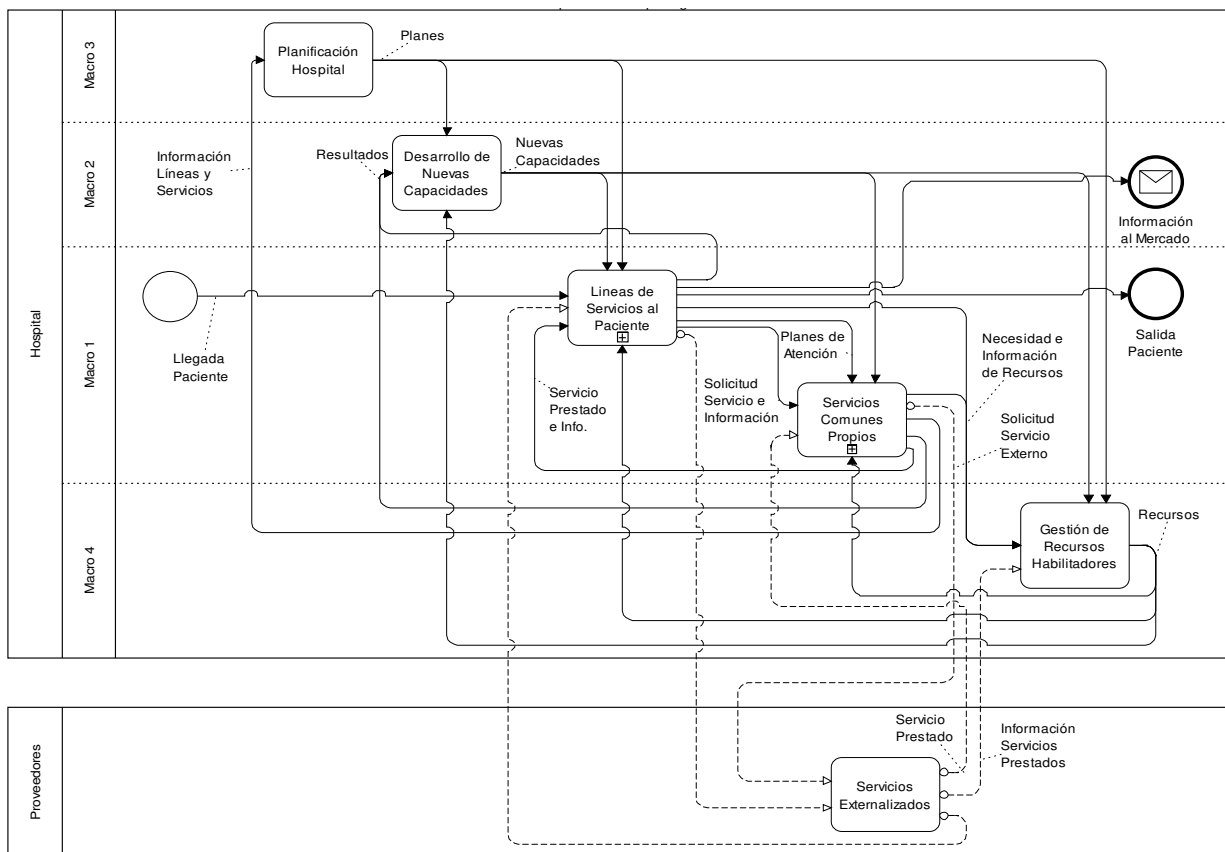 Hospital
Macro 3
Planificación
Hospital
Planes
Macro 2
Información
Líneas y
Servicios
Resultados
Desarrollo de
Nuevas
Capacidades
Nuevas
Capacidades
Información
al Mercado
Macro 1
Llegada
Paciente
Lineas de
Servicios al
Paciente
Servicio
Prestado
e Info.
Solicitud
Servicio e
Información
Planes de
Atención
Servicios
Comunes
Propios
Necesidad e
Información
de Recursos
Solicitud
Servicio
Externo
Salida
Paciente
Macro 4
Gestión de
Recursos
Habilitadores
Recursos
Proveedores
Servicio
Prestado
Información
Servicios
Prestados
Servicios
Externalizados